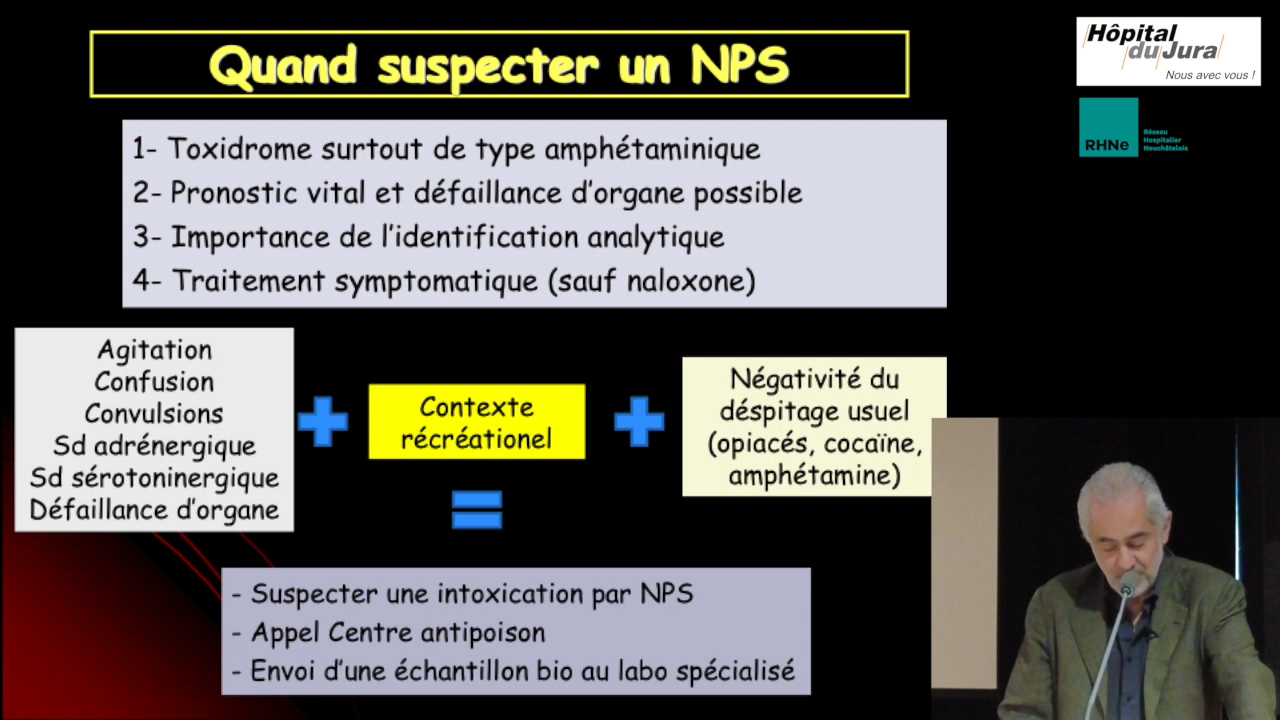 Quand suspecter un NPS
Hôpital
du Jura
Nous avec vous !
RHNe
Réseau
Hospitalier
Neuchâtelois
1- Toxidrome surtout de type amphétaminique
2- Pronostic vital et défaillance d'organe possible
3- Importance de l'identification analytique
4- Traitement symptomatique (sauf naloxone)
Agitation
Confusion
Convulsions
Sd adrénergique
Sd sérotoninergique
Défaillance d'organe
Contexte
récréationel
Négativité du
déspitage usuel
(opiacés, cocaïne,
amphétamine)
- Suspecter une intoxication par NPS
- Appel Centre antipoison
- Envoi d'une échantillon bio au labo spécialisé